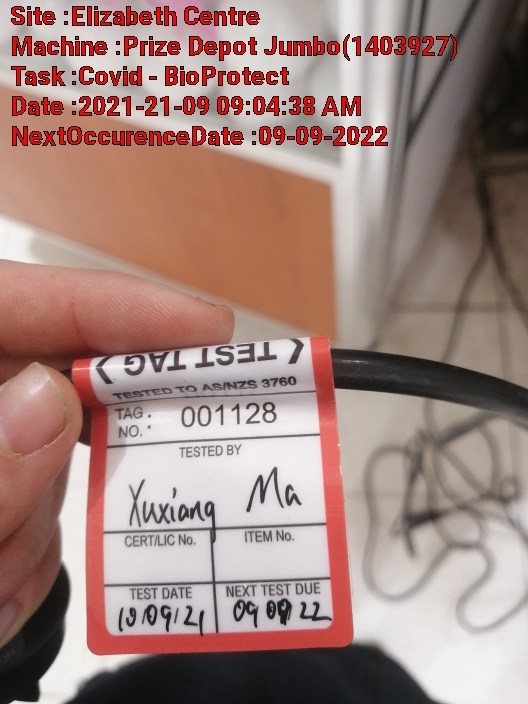 Site :Elizabeth Centre
Machine :Prize Depot Jumbo(1403927)
Task :Covid - BioProtect
Date :2021-21-09 09:04:38 AM
NextOccurenceDate :09-09-2022
TEST TAG
TESTED TO AS/NZS 3760
TAG NO. : 001128
TESTED BY
Xuxiang Ma
CERT/LIC No. ITEM No.
TEST DATE NEXT TEST DUE
10/09/21 09 09 22